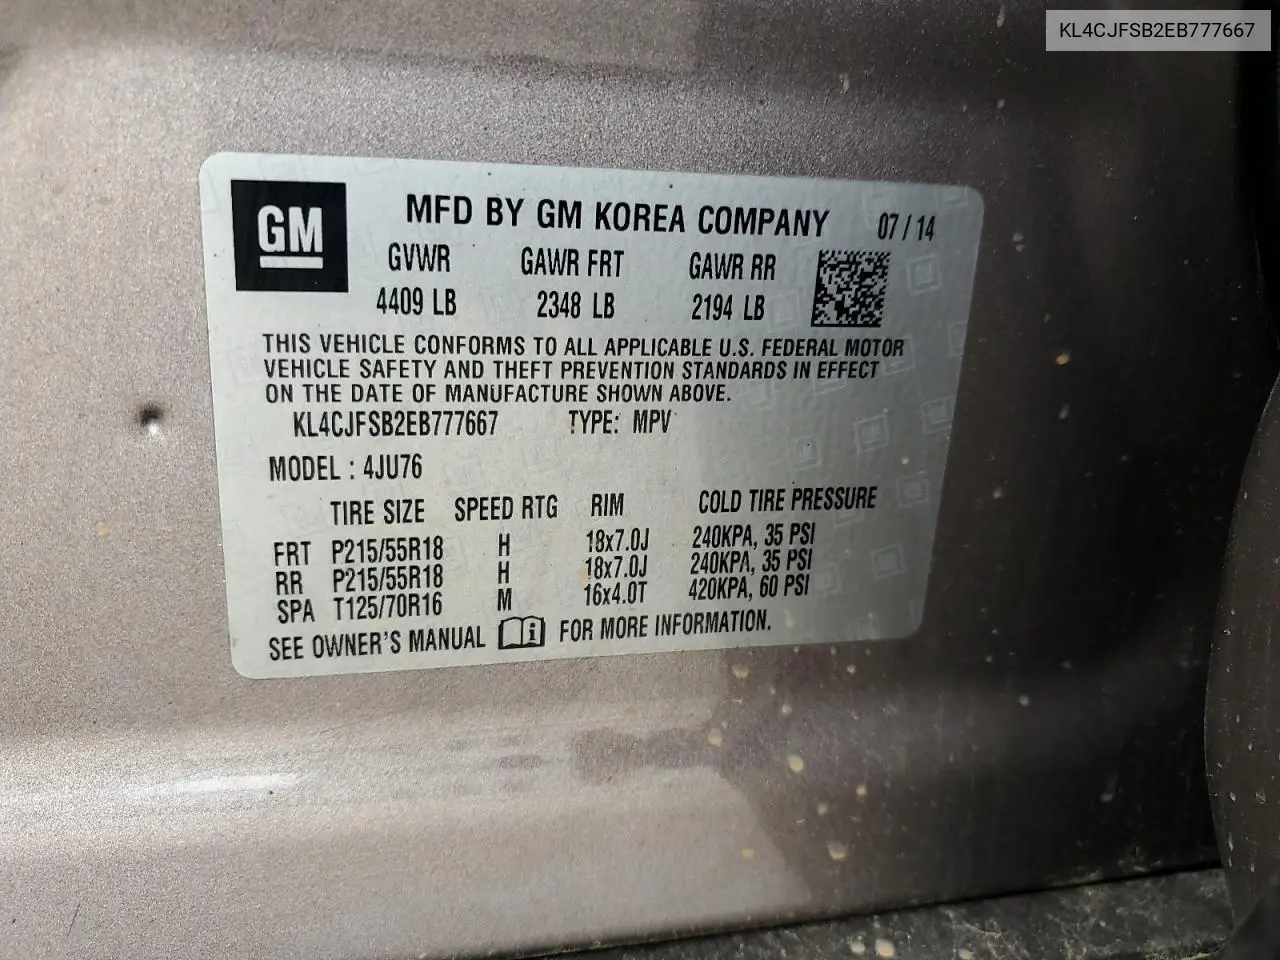 KL4CJFSB2EB777667
GM
MFD BY GM KOREA COMPANY 07/14
GVWR GAWR FRT GAWR RR
4409 LB 2348 LB 2194 LB
THIS VEHICLE CONFORMS TO ALL APPLICABLE U.S. FEDERAL MOTOR
VEHICLE SAFETY AND THEFT PREVENTION STANDARDS IN EFFECT
ON THE DATE OF MANUFACTURE SHOWN ABOVE.
KL4CJFSB2EB777667 TYPE: MPV
MODEL : 4JU76
TIRE SIZE SPEED RTG RIM COLD TIRE PRESSURE
FRT P215/55R18 H 18x7.0J 240KPA, 35 PSI
RR P215/55R18 H 18x7.0J 240KPA, 35 PSI
SPA T125/70R16 M 16x4.0T 420KPA, 60 PSI
SEE OWNER'S MANUAL i FOR MORE INFORMATION.